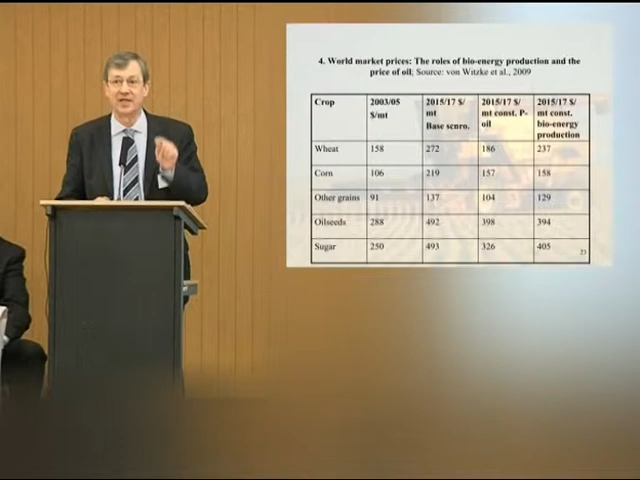 4. World market prices: The roles of bio-energy production and the
price of oil; Source: von Witzke et al., 2009
Crop 2003/05 2015/17 $/ 2015/17 $/ 2015/17 $/
$/mt mt mt const. P- mt const.
Base scnro. oil bio-energy
production
Wheat 158 272 186 237
Corn 106 219 157 158
Other grains 91 137 104 129
Oilseeds 288 492 398 394
Sugar 250 493 326 405
23